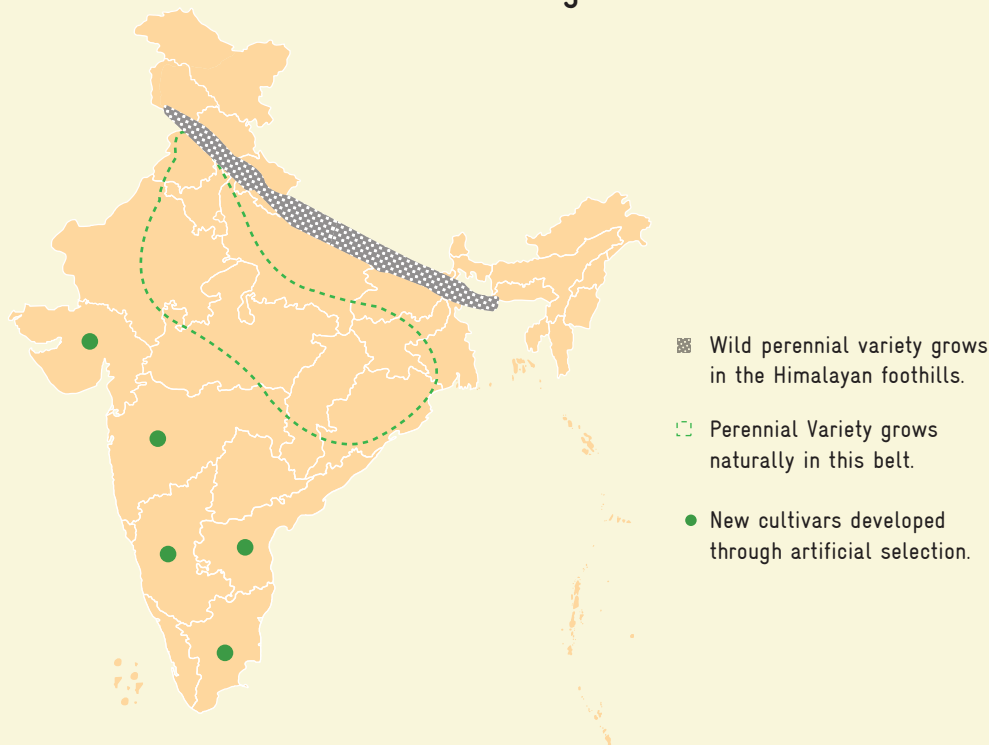 Wild perennial variety grows
in the Himalayan foothills.
Perennial Variety grows
naturally in this belt.
New cultivars developed
through artificial selection.